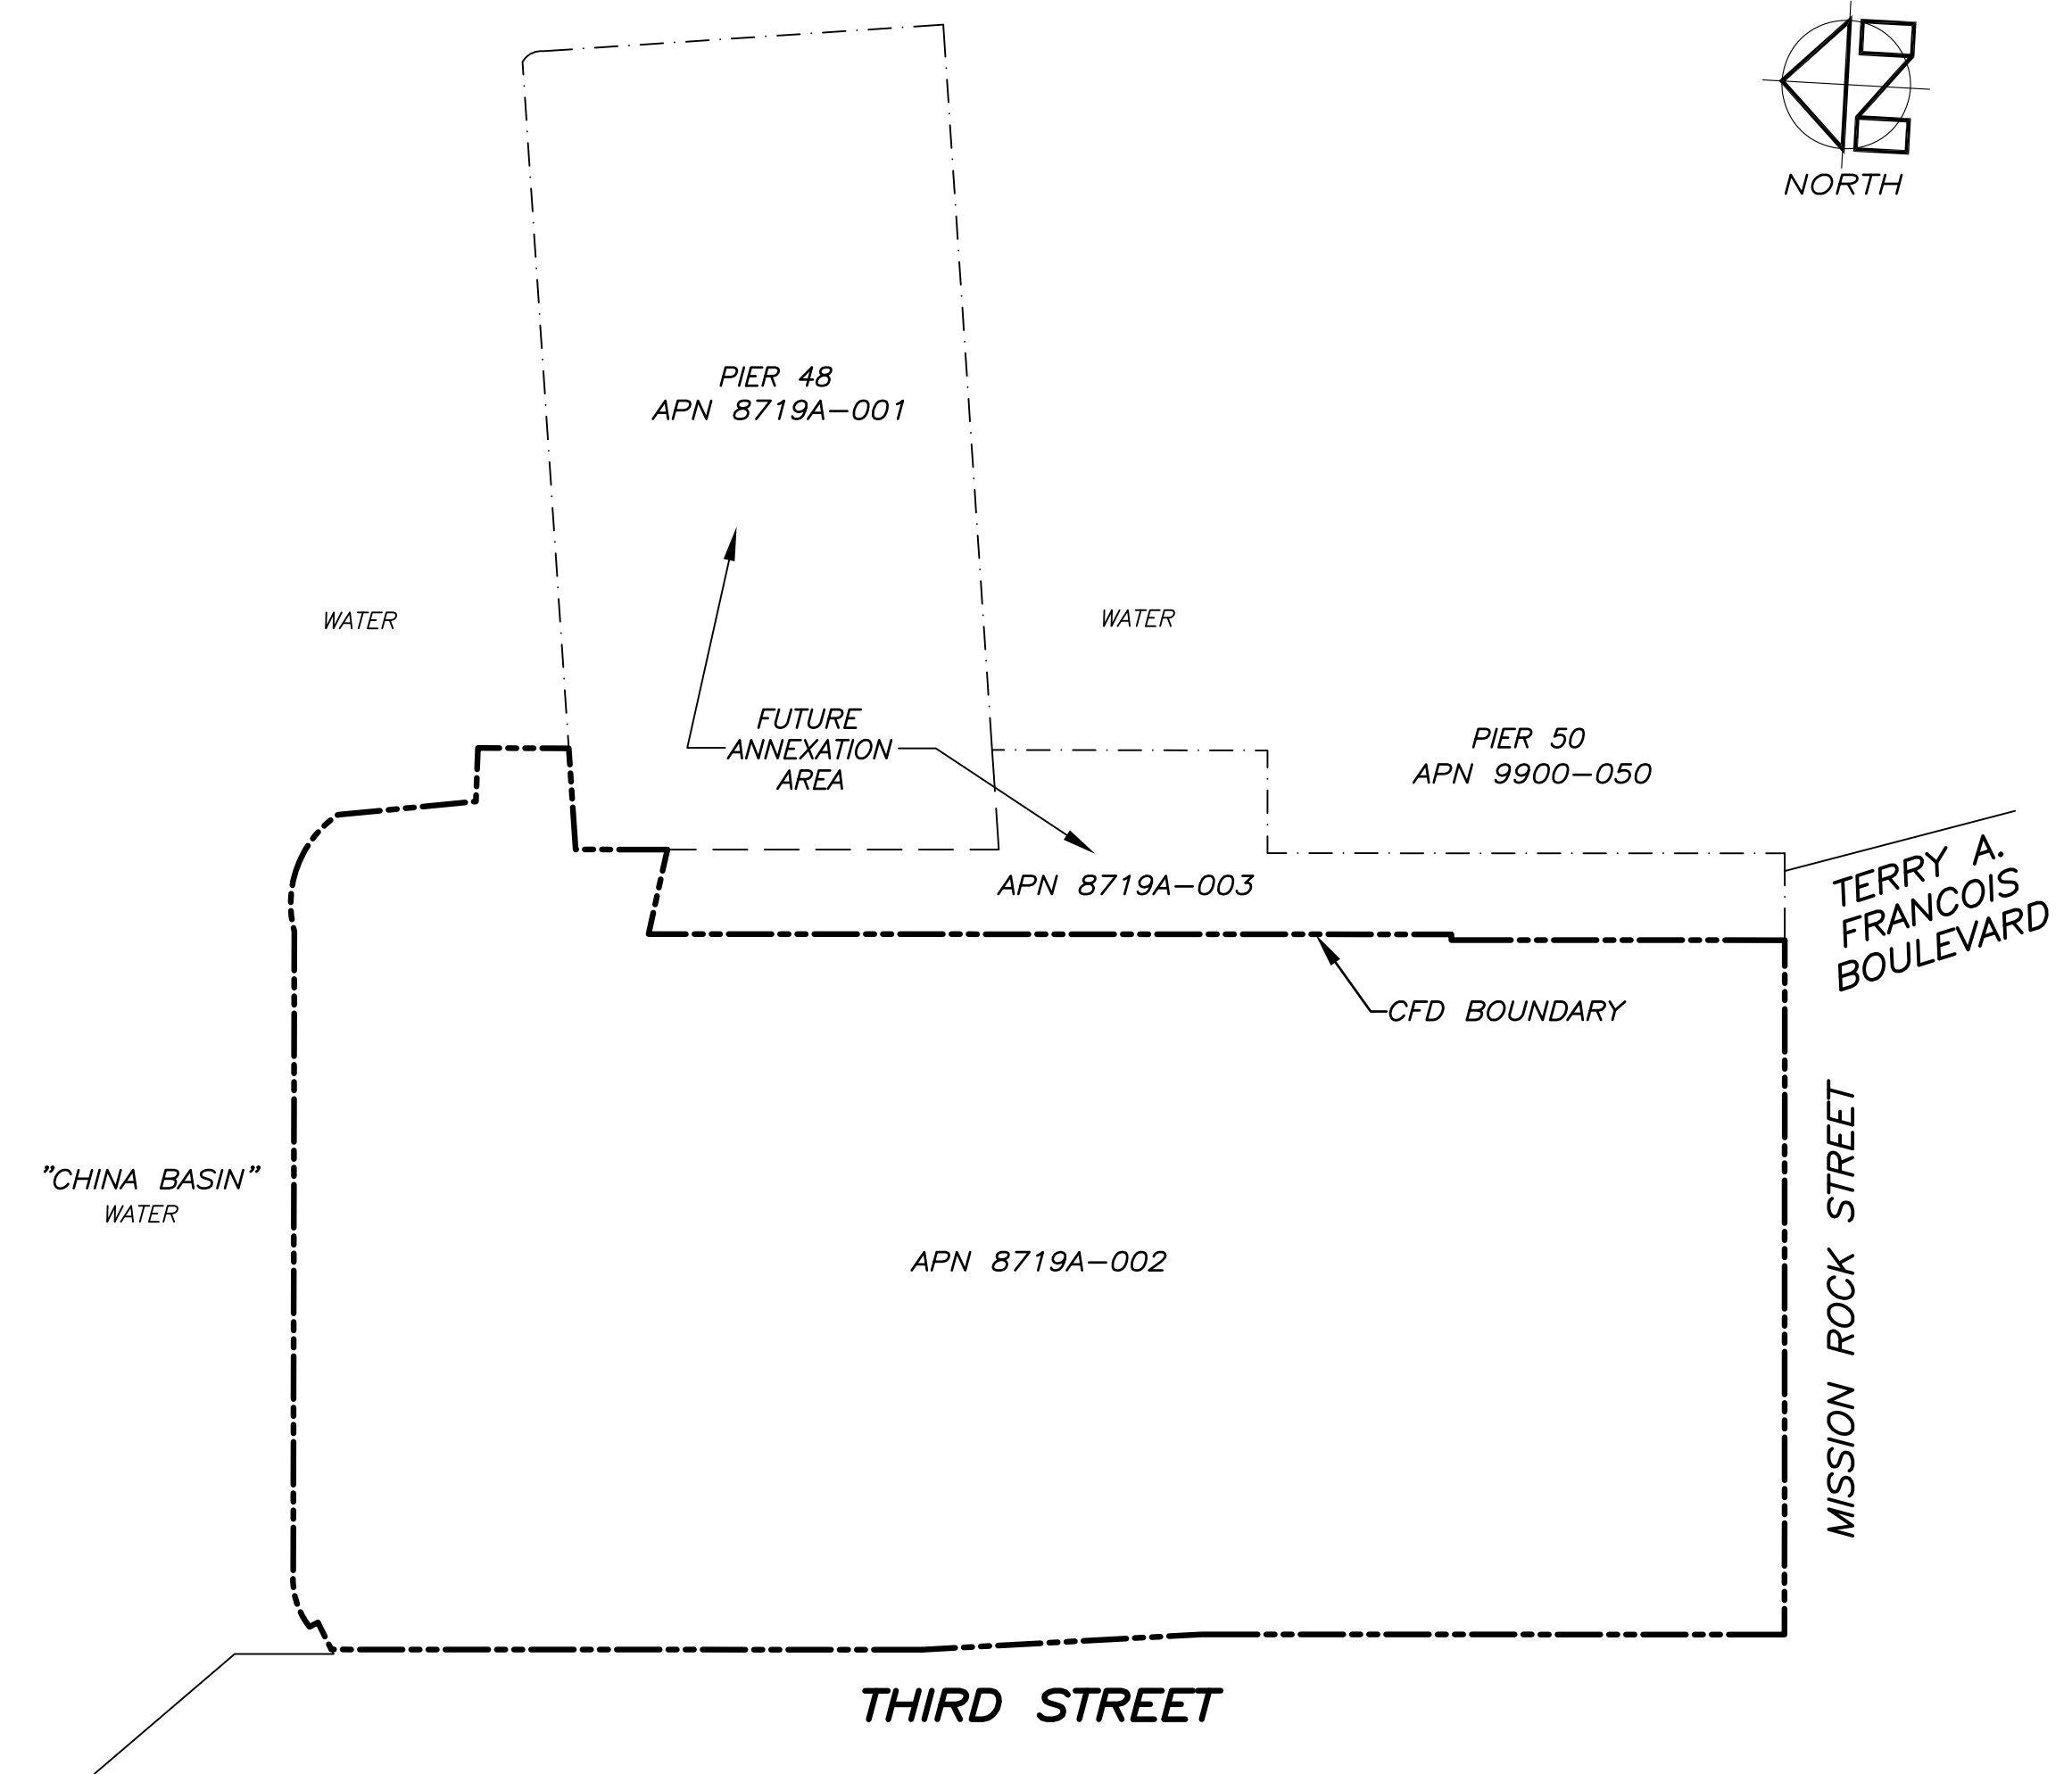 NORTH
PIER 48
APN 8719A-001
WATER
WATER
FUTURE
ANNEXATION
AREA
PIER 50
APN 9900-050
APN 8719A-003
TERRY A.
FRANCOIS
BOULEVARD
CFD BOUNDARY
"CHINA BASIN"
WATER
APN 8719A-002
MISSION ROCK STREET
THIRD STREET